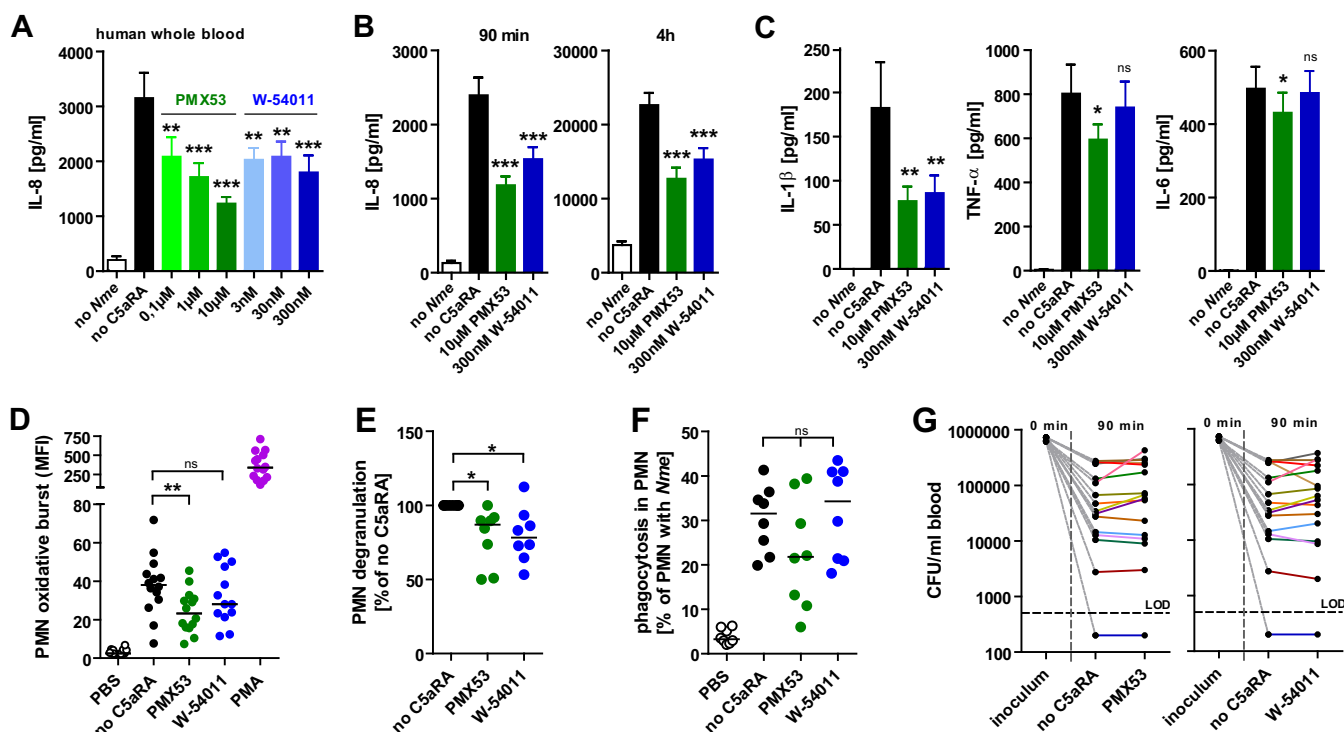 A
human whole blood
IL-8 [pg/ml]
4000
3000
2000
1000
0
PMX53
W-54011
**
***
***
**
**
***
no Nme
no C5aRA
0,1µM
1µM
10µM
3nM
30nM
300nM
B
90 min
IL-8 [pg/ml]
3000
2000
1000
0
***
***
no Nme
no C5aRA
10µM PMX53
300nM W-54011
4h
30000
20000
10000
0
***
***
no Nme
no C5aRA
10µM PMX53
300nM W-54011
C
IL-1β [pg/ml]
250
200
150
100
50
0
**
**
no Nme
no C5aRA
10µM PMX53
300nM W-54011
TNF-α [pg/ml]
1000
800
600
400
200
0
*
ns
no Nme
no C5aRA
10µM PMX53
300nM W-54011
IL-6 [pg/ml]
600
400
200
0
*
ns
no Nme
no C5aRA
10µM PMX53
300nM W-54011
D
PMN oxidative burst (MFI)
750
500
250
80
60
40
20
0
ns
**
PBS
no C5aRA
PMX53
W-54011
PMA
E
PMN degranulation
[% of no C5aRA]
100
50
0
*
*
no C5aRA
PMX53
W-54011
F
phagocytosis in PMN
[% of PMN with Nme]
50
40
30
20
10
0
ns
PBS
no C5aRA
PMX53
W-54011
G
CFU/ml blood
0 min
90 min
1000000
100000
10000
1000
100
LOD
inoculum
no C5aRA
PMX53
0 min
90 min
LOD
inoculum
no C5aRA
W-54011